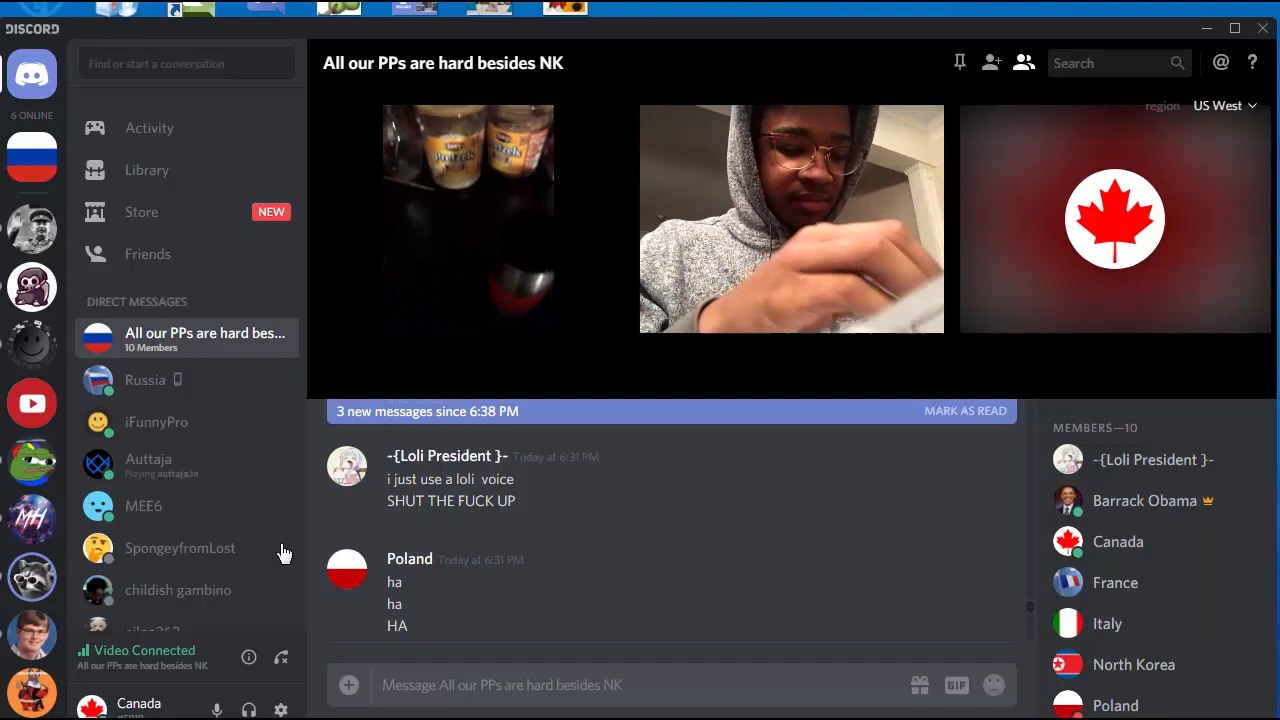 DISCORD
Find or start a conversation
All our PPs are hard besides NK
Search
region US West
6 ONLINE
Activity
Library
Store NEW
Friends
DIRECT MESSAGES
All our PPs are hard bes...
10 Members
Russia
iFunnyPro
Auttaja
Playing auttaja.io
MEE6
SpongeyfromLost
childish gambino
Video Connected
All our PPs are hard besides NK
Canada
Pretzels
Pretzels
3 new messages since 6:38 PM MARK AS READ
-{Loli President }- Today at 6:31 PM
i just use a loli voice
SHUT THE FUCK UP
Poland Today at 6:31 PM
ha
ha
HA
Message All our PPs are hard besides NK
GIF
MEMBERS—10
-{Loli President }-
Barrack Obama
Canada
France
Italy
North Korea
Poland
MH